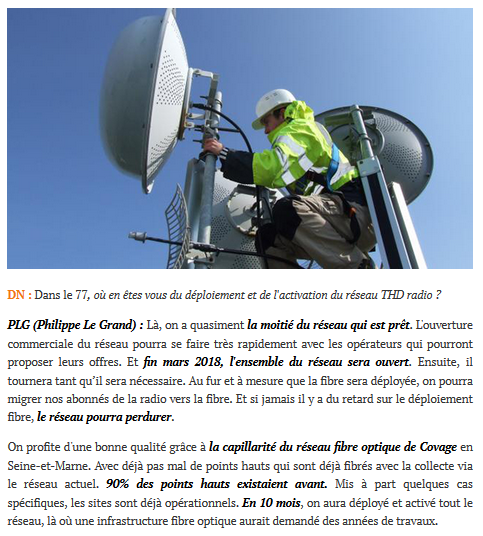 DN : Dans le 77, où en êtes vous du déploiement et de l'activation du réseau THD radio ?
PLG (Philippe Le Grand) : Là, on a quasiment la moitié du réseau qui est prêt. L'ouverture
commerciale du réseau pourra se faire très rapidement avec les opérateurs qui pourront
proposer leurs offres. Et fin mars 2018, l'ensemble du réseau sera ouvert. Ensuite, il
tournera tant qu'il sera nécessaire. Au fur et à mesure que la fibre sera déployée, on pourra
migrer nos abonnés de la radio vers la fibre. Et si jamais il y a du retard sur le déploiement
fibre, le réseau pourra perdurer.
On profite d'une bonne qualité grâce à la capillarité du réseau fibre optique de Covage en
Seine-et-Marne. Avec déjà pas mal de points hauts qui sont déjà fibrés avec la collecte via
le réseau actuel. 90% des points hauts existaient avant. Mis à part quelques cas
spécifiques, les sites sont déjà opérationnels. En 10 mois, on aura déployé et activé tout le
réseau, là où une infrastructure fibre optique aurait demandé des années de travaux.